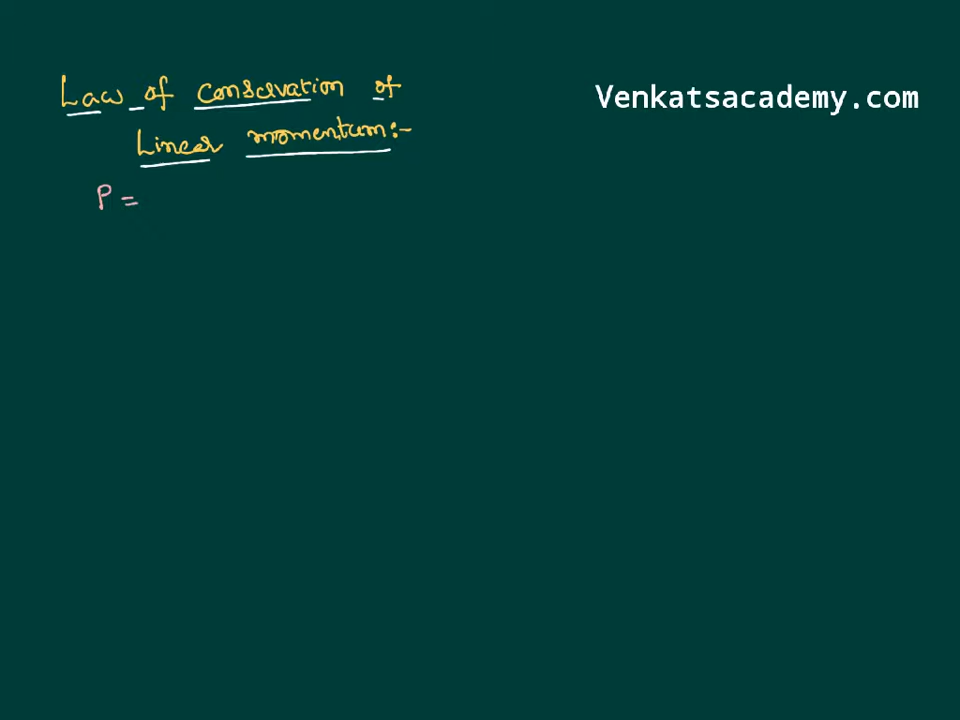 Law of conservation of
Linear momentum:-
P =
Venkatsacademy.com